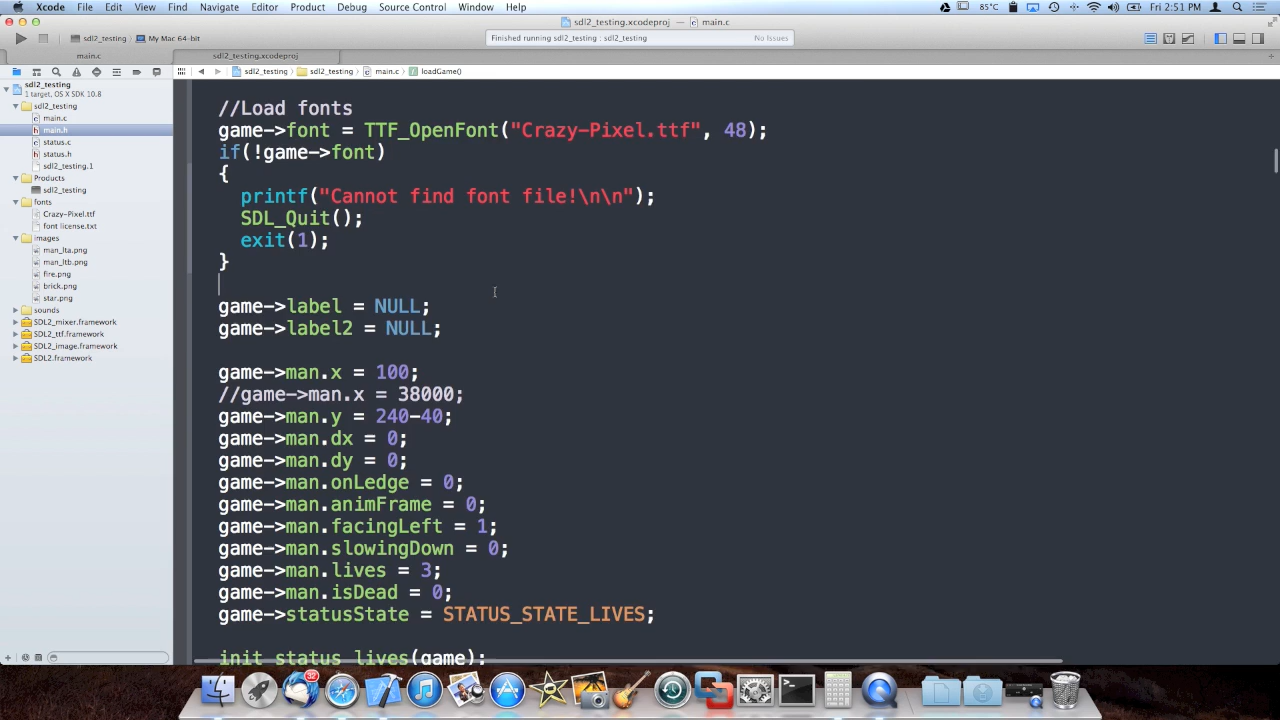 Xcode File Edit View Find Navigate Editor Product Debug Source Control Window Help 85°C Fri 2:51 PM
sdl2_testing.xcodeproj — main.c
sdl2_testing My Mac 64-bit
Finished running sdl2_testing : sdl2_testing
No Issues
main.c
sdl2_testing.xcodeproj
sdl2_testing sdl2_testing main.c loadGame()
sdl2_testing
1 target, OS X SDK 10.8
sdl2_testing
main.c
main.h
status.c
status.h
sdl2_testing.1
Products
sdl2_testing
fonts
Crazy-Pixel.ttf
font license.txt
images
man_lta.png
man_ltb.png
fire.png
brick.png
star.png
sounds
SDL2_mixer.framework
SDL2_ttf.framework
SDL2_image.framework
SDL2.framework
//Load fonts
game->font = TTF_OpenFont("Crazy-Pixel.ttf", 48);
if(!game->font)
{
printf("Cannot find font file!\n\n");
SDL_Quit();
exit(1);
}
game->label = NULL;
game->label2 = NULL;
game->man.x = 100;
//game->man.x = 38000;
game->man.y = 240-40;
game->man.dx = 0;
game->man.dy = 0;
game->man.onLedge = 0;
game->man.animFrame = 0;
game->man.facingLeft = 1;
game->man.slowingDown = 0;
game->man.lives = 3;
game->man.isDead = 0;
game->statusState = STATUS_STATE_LIVES;
init_status_lives(game);
32